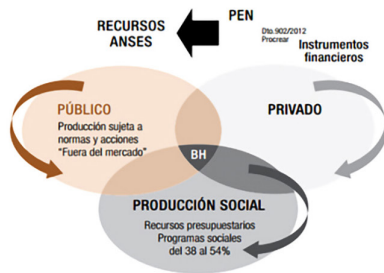 RECURSOS
ANSES
PEN
Dto.902/2012
Procrear
Instrumentos
financieros
PÚBLICO
Producción sujeta a
normas y acciones
"Fuera del mercado"
PRIVADO
BH
PRODUCCIÓN SOCIAL
Recursos presupuestarios
Programas sociales
del 38 al 54%